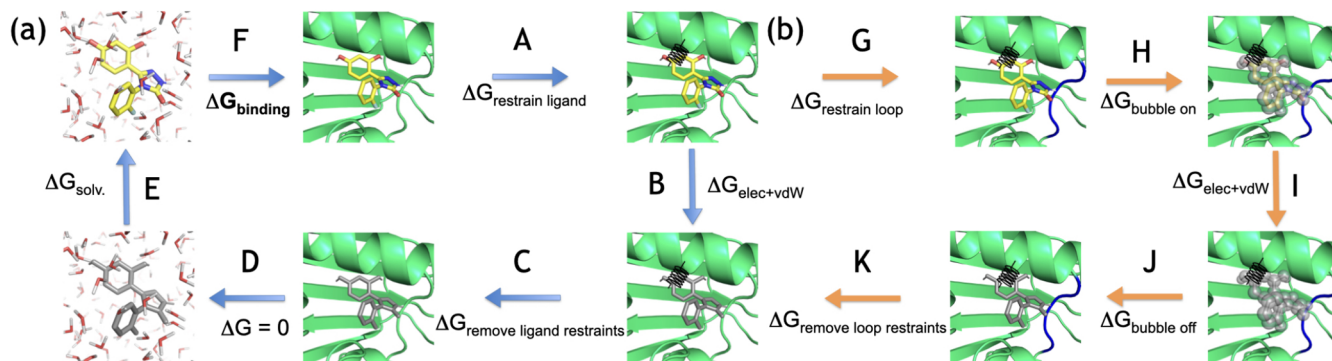 (a)
F
ΔGbinding
A
ΔGrestrain ligand
(b)
G
ΔGrestrain loop
H
ΔGbubble on
ΔGsolv.
E
B
ΔGelec+vdW
ΔGelec+vdW
I
D
ΔG = 0
C
ΔGremove ligand restraints
K
ΔGremove loop restraints
J
ΔGbubble off